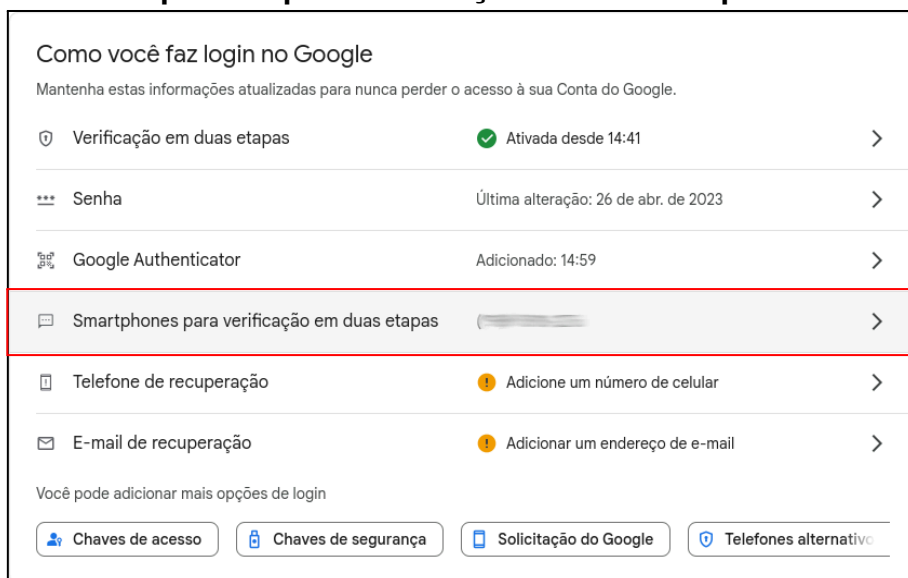 Como você faz login no Google
Mantenha estas informações atualizadas para nunca perder o acesso à sua Conta do Google.
Verificação em duas etapas Ativada desde 14:41
Senha Última alteração: 26 de abr. de 2023
Google Authenticator Adicionado: 14:59
Smartphones para verificação em duas etapas
Telefone de recuperação Adicione um número de celular
E-mail de recuperação Adicionar um endereço de e-mail
Você pode adicionar mais opções de login
Chaves de acesso Chaves de segurança Solicitação do Google Telefones alternativo